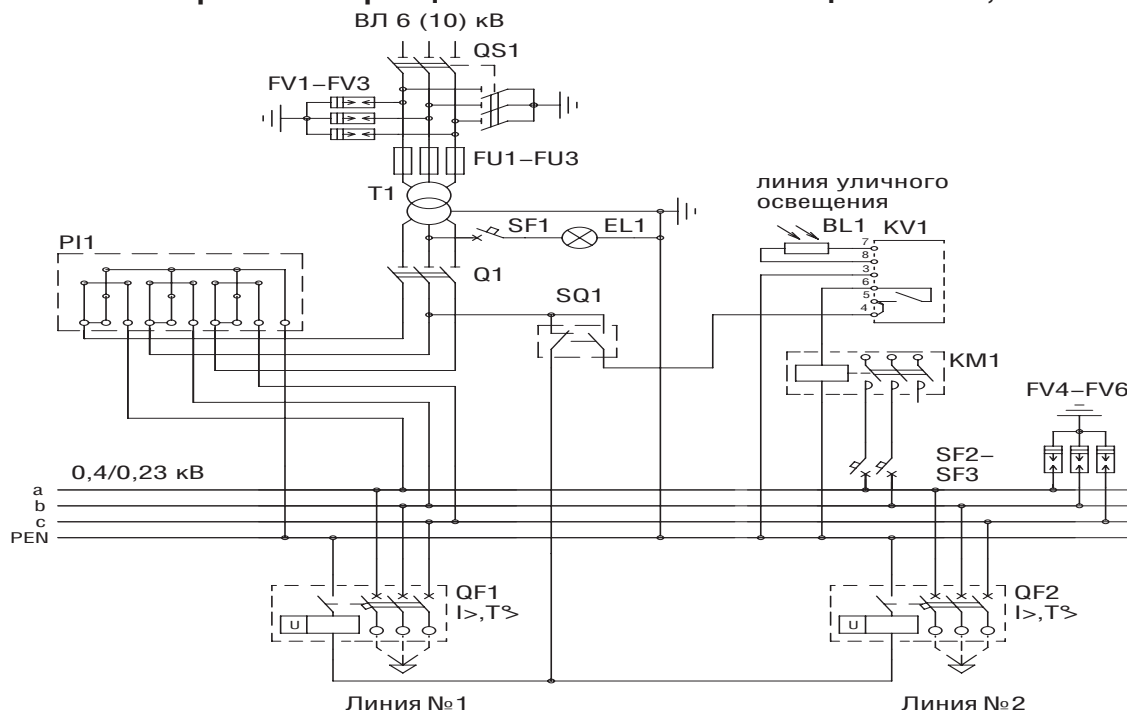 ВЛ 6 (10) кВ
QS1
FV1–FV3
FU1–FU3
T1
линия уличного
освещения
SF1
EL1
BL1
KV1
7
8
3
6
5
4
PI1
Q1
SQ1
KM1
FV4–FV6
SF2–
SF3
0,4/0,23 кВ
a
b
c
PEN
QF1
I>,T°>
U
QF2
I>,T°>
U
Линия №1
Линия №2